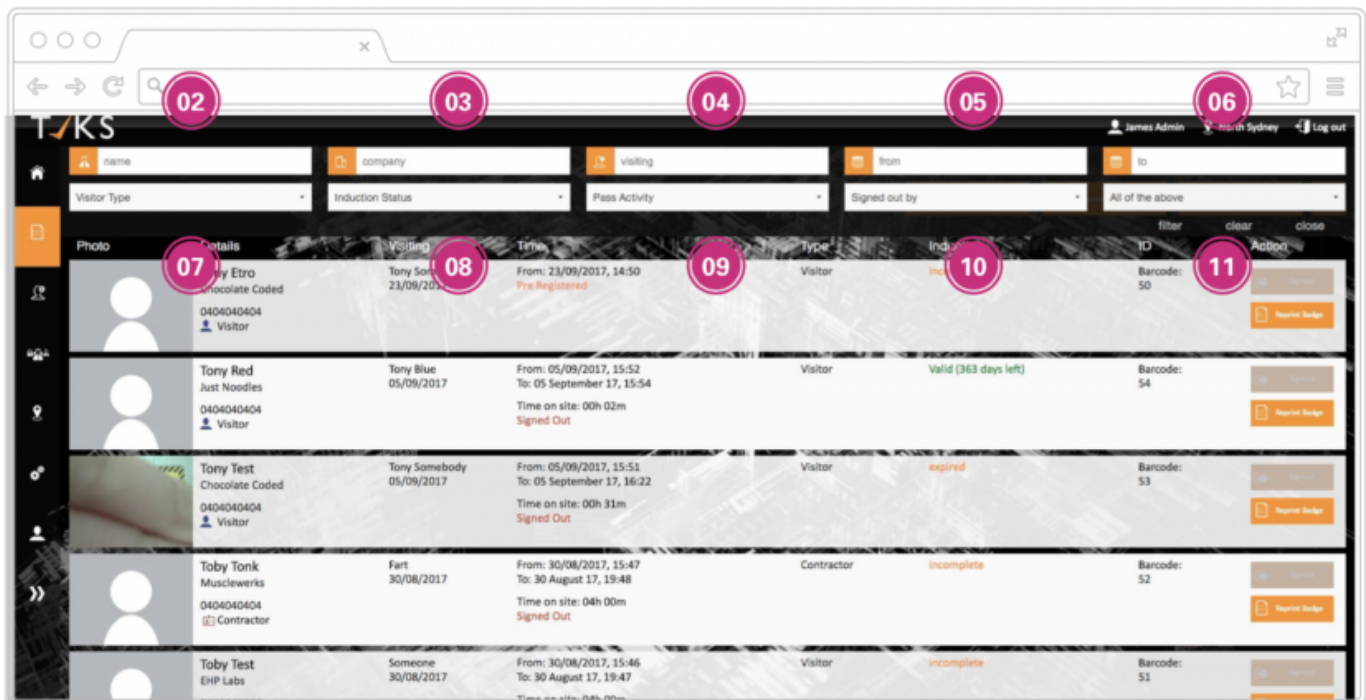 02 03 04 05 06
TIKS
James Admin North Sydney Log out
name company visiting from to
Visitor Type Induction Status Pass Activity Signed out by All of the above
filter clear close
Photo Details Visiting Time Type ID Action
07 08 09 10 11
Etro
Chocolate Coded
0404040404
Visitor
Tony
From: 23/09/2017, 14:50
Pre Registered
Visitor
Barcode:
50
Reprint Badge
Tony Red
Just Noodles
0404040404
Visitor
Tony Blue
05/09/2017
From: 05/09/2017, 15:52
To: 05 September 17, 15:54
Time on site: 00h 02m
Signed Out
Visitor
Valid (363 days left)
Barcode:
54
Reprint Badge
Tony Test
Chocolate Coded
0404040404
Visitor
Tony Somebody
05/09/2017
From: 05/09/2017, 15:51
To: 05 September 17, 16:22
Time on site: 00h 31m
Signed Out
Visitor
expired
Barcode:
53
Reprint Badge
Toby Tonk
Musclewerks
0404040404
Contractor
Fart
30/08/2017
From: 30/08/2017, 15:47
To: 30 August 17, 19:48
Time on site: 04h 00m
Signed Out
Contractor
incomplete
Barcode:
52
Reprint Badge
Toby Test
EHP Labs
Someone
30/08/2017
From: 30/08/2017, 15:46
To: 30 August 17, 19:47
Visitor
incomplete
Barcode:
51